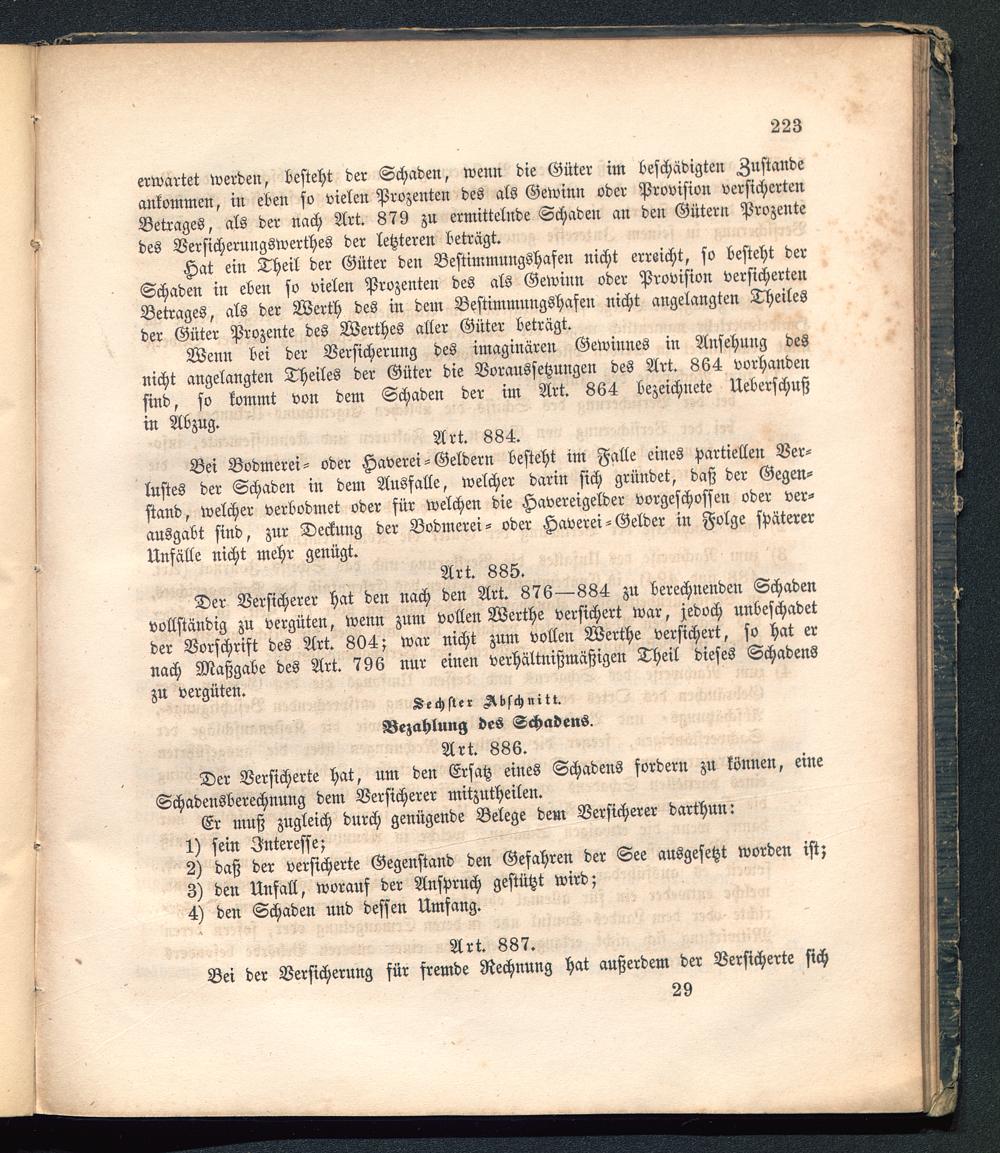 223
erwartet werden, besteht der Schaden, wenn die Güter im beschädigten Zustande
ankommen, in eben so vielen Prozenten des als Gewinn oder Provision versicherten
Betrages, als der nach Art. 879 zu ermittelnde Schaden an den Gütern Prozente
des Versicherungswerthes der letzteren beträgt.
Hat ein Theil der Güter den Bestimmungshafen nicht erreicht, so besteht der
Schaden in eben so vielen Prozenten des als Gewinn oder Provision versicherten
Betrages, als der Werth des in dem Bestimmungshafen nicht angelangten Theiles
der Güter Prozente des Werthes aller Güter beträgt.
Wenn bei der Versicherung des imaginären Gewinnes in Ansehung des
nicht angelangten Theiles der Güter die Voraussetzungen des Art. 864 vorhanden
sind, so kommt von dem Schaden der im Art. 864 bezeichnete Ueberschuß
in Abzug.
Art. 884.
Bei Bodmerei- oder Haverei-Geldern besteht im Falle eines partiellen Ver-
lustes der Schaden in dem Ausfalle, welcher darin sich gründet, daß der Gegen-
stand, welcher verbodmet oder für welchen die Havereigelder vorgeschossen oder ver-
ausgabt sind, zur Deckung der Bodmerei- oder Haverei-Gelder in Folge späterer
Unfälle nicht mehr genügt.
Art. 885.
Der Versicherer hat den nach den Art. 876—884 zu berechnenden Schaden
vollständig zu vergüten, wenn zum vollen Werthe versichert war, jedoch unbeschadet
der Vorschrift des Art. 804; war nicht zum vollen Werthe versichert, so hat er
nach Maßgabe des Art. 796 nur einen verhältnißmäßigen Theil dieses Schadens
zu vergüten.
Sechster Abschnitt.
Bezahlung des Schadens.
Art. 886.
Der Versicherte hat, um den Ersatz eines Schadens fordern zu können, eine
Schadensberechnung dem Versicherer mitzutheilen.
Er muß zugleich durch genügende Belege dem Versicherer darthun:
1) sein Interesse;
2) daß der versicherte Gegenstand den Gefahren der See ausgesetzt worden ist;
3) den Unfall, worauf der Anspruch gestützt wird;
4) den Schaden und dessen Umfang.
Art. 887.
Bei der Versicherung für fremde Rechnung hat außerdem der Versicherte sich
29